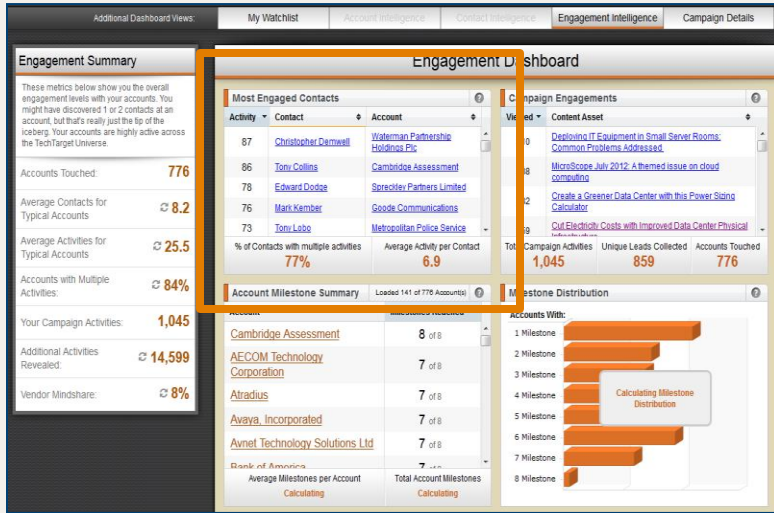 Additional Dashboard Views: My Watchlist Account Intelligence Contact Intelligence Engagement Intelligence Campaign Details
Engagement Summary
These metrics below show you the overall
engagement levels with your accounts. You
might have discovered 1 or 2 contacts at an
account, but that's really just the tip of the
iceberg. Your accounts are highly active across
the TechTarget Universe.
Accounts Touched: 776
Average Contacts for
Typical Accounts 8.2
Average Activities for
Typical Accounts 25.5
Accounts with Multiple
Activities: 84%
Your Campaign Activities: 1,045
Additional Activities
Revealed: 14,599
Vendor Mindshare: 8%
Engagement Dashboard
Most Engaged Contacts
Activity Contact Account
87 Christopher Demwell Waterman Partnership
Holdings Plc
86 Tony Collins Cambridge Assessment
78 Edward Dodge Spreckley Partners Limited
76 Mark Kember Goode Communications
73 Tony Lobo Metropolitan Police Service
% of Contacts with multiple activities Average Activity per Contact
77% 6.9
Campaign Engagements
Content Asset
Deploying IT Equipment in Small Server Rooms:
Common Problems Addressed
MicroScope July 2012: A themed issue on cloud
computing
Create a Greener Data Center with this Power Sizing
Calculator
Cut Electricity Costs with Improved Data Center Physical
Infrastructure
Campaign Activities Unique Leads Collected Accounts Touched
1,045 859 776
Account Milestone Summary Loaded 141 of 776 Account(s)
Account Milestones Reached
Cambridge Assessment 8 of 8
AECOM Technology
Corporation 7 of 8
Atradius 7 of 8
Avaya, Incorporated 7 of 8
Avnet Technology Solutions Ltd 7 of 8
Bank of America 7 of 8
Average Milestones per Account Total Account Milestones
Calculating Calculating
Milestone Distribution
Accounts With:
1 Milestone
2 Milestone
3 Milestone
4 Milestone
5 Milestone
6 Milestone
7 Milestone
8 Milestone
Calculating Milestone
Distribution